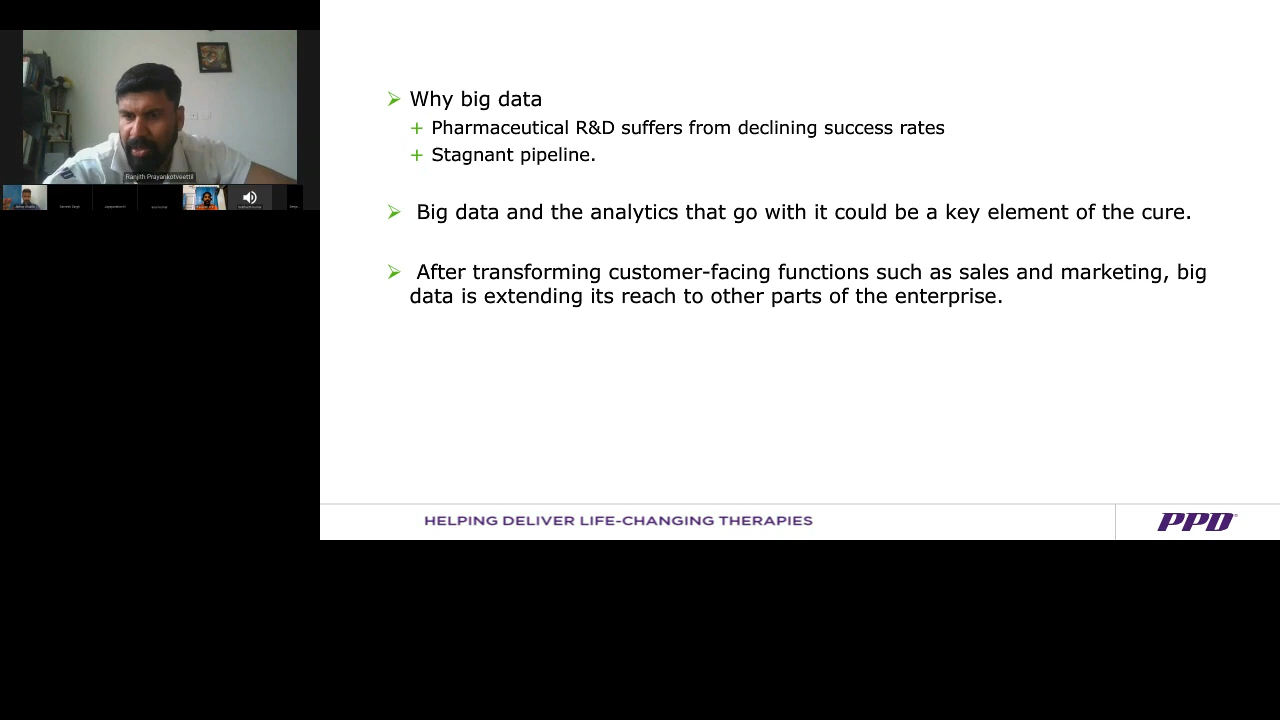 Ranjith Prayankotveettil
Why big data
+ Pharmaceutical R&D suffers from declining success rates
+ Stagnant pipeline.
Big data and the analytics that go with it could be a key element of the cure.
After transforming customer-facing functions such as sales and marketing, big
data is extending its reach to other parts of the enterprise.
HELPING DELIVER LIFE-CHANGING THERAPIES
PPD